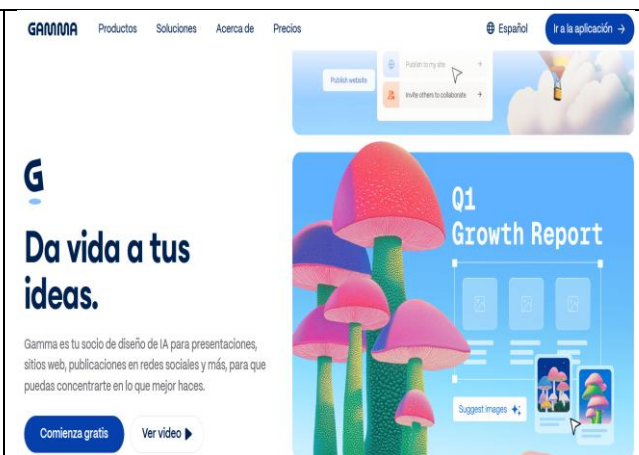 GAMMA Productos Soluciones Acerca de Precios Español Ir a la aplicación →
Publish website
Publish to my site →
Invite others to collaborate +
G
Da vida a tus
ideas.
Gamma es tu socio de diseño de IA para presentaciones,
sitios web, publicaciones en redes sociales y más, para que
puedas concentrarte en lo que mejor haces.
Comienza gratis Ver video
Q1
Growth Report
Suggest images